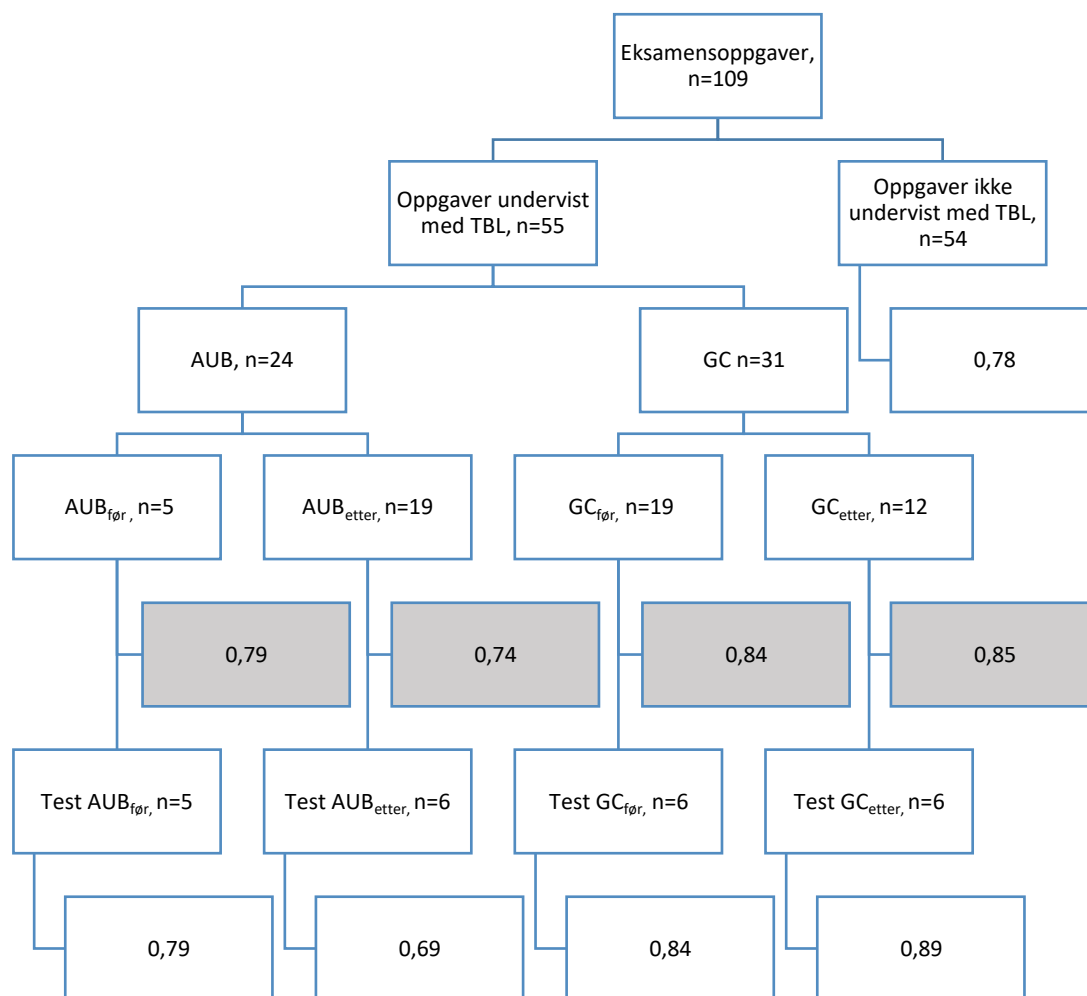 Eksamensoppgaver,
n=109
Oppgaver undervist
med TBL, n=55
Oppgaver ikke
undervist med TBL,
n=54
AUB, n=24
GC n=31
0,78
AUBfør, n=5
AUBetter, n=19
GCfør, n=19
GCetter, n=12
0,79
0,74
0,84
0,85
Test AUBfør, n=5
Test AUBetter, n=6
Test GCfør, n=6
Test GCetter, n=6
0,79
0,69
0,84
0,89